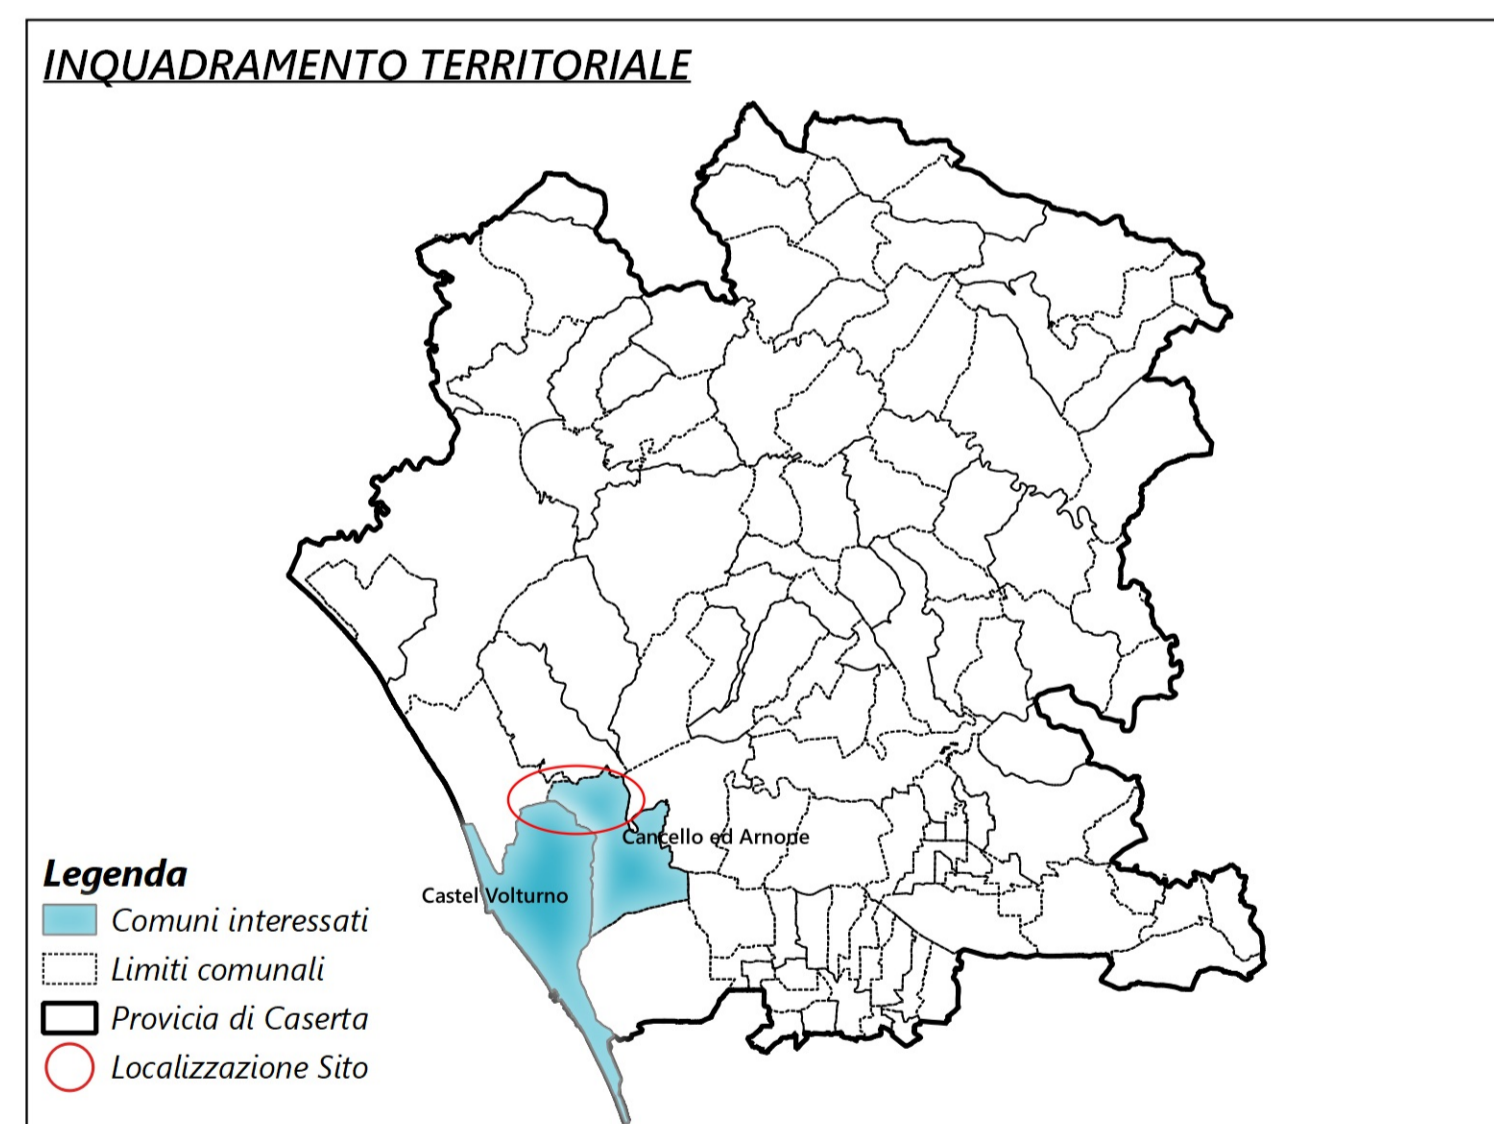 INQUADRAMENTO TERRITORIALE
Cancello ed Arnone
Castel Volturno
Legenda
Comuni interessati
Limiti comunali
Provicia di Caserta
Localizzazione Sito